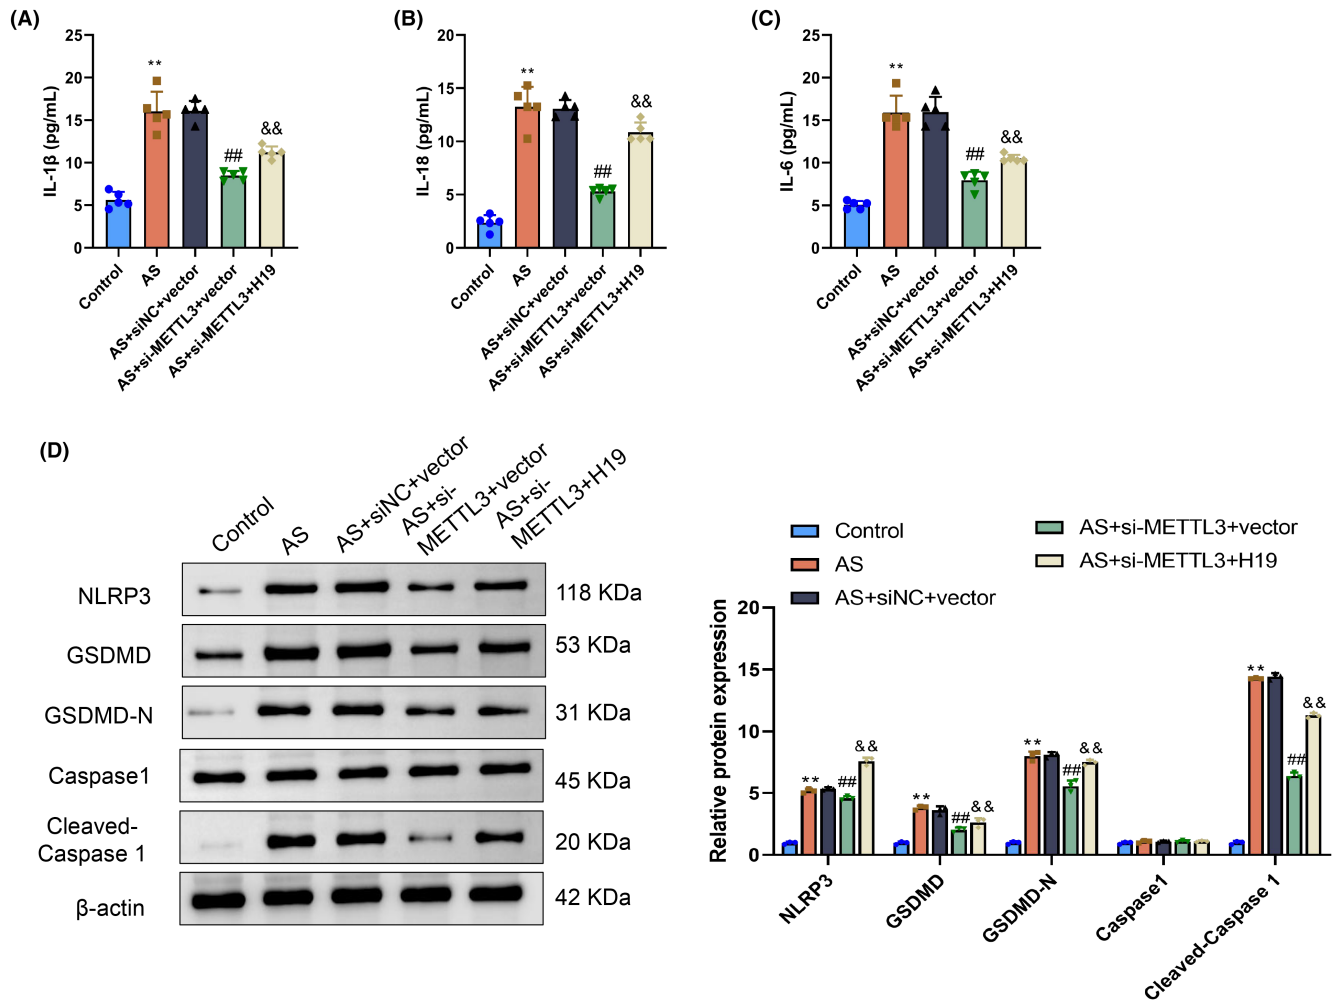 (A)
25
20
15
10
5
0
IL-1β (pg/mL)
**
##
&&
Control
AS
AS+siNC+vector
AS+si-METTL3+vector
AS+si-METTL3+H19
(B)
20
15
10
5
0
IL-18 (pg/mL)
**
##
&&
Control
AS
AS+siNC+vector
AS+si-METTL3+vector
AS+si-METTL3+H19
(C)
25
20
15
10
5
0
IL-6 (pg/mL)
**
##
&&
Control
AS
AS+siNC+vector
AS+si-METTL3+vector
AS+si-METTL3+H19
(D)
Control
AS
AS+siNC+vector
AS+si-
METTL3+vector
AS+si-
METTL3+H19
NLRP3
118 KDa
GSDMD
53 KDa
GSDMD-N
31 KDa
Caspase1
45 KDa
Cleaved-
Caspase 1
20 KDa
β-actin
42 KDa
Control
AS
AS+siNC+vector
AS+si-METTL3+vector
AS+si-METTL3+H19
Relative protein expression
20
15
10
5
0
**
##
&&
**
##
&&
**
##
&&
**
##
&&
NLRP3
GSDMD
GSDMD-N
Caspase1
Cleaved-Caspase 1